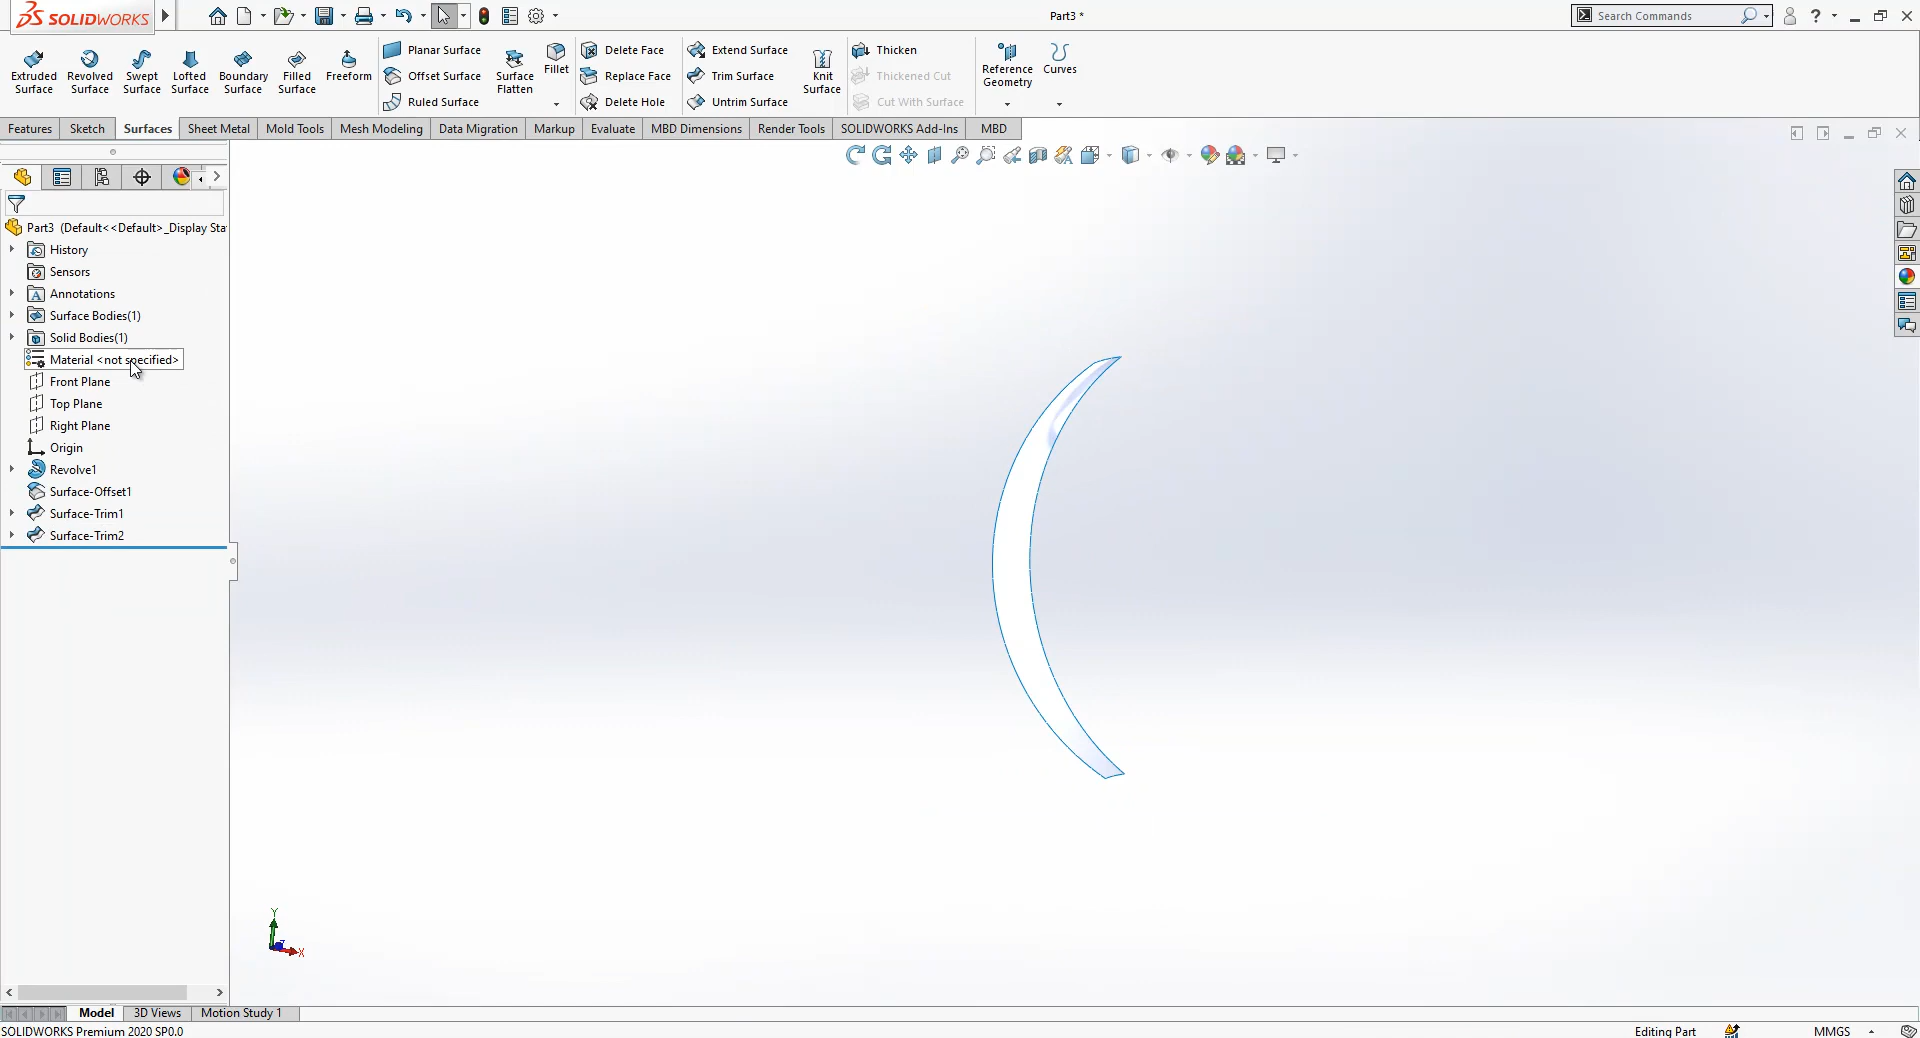 SOLIDWORKS
Part3 *
Search Commands
Extruded Surface
Revolved Surface
Swept Surface
Lofted Surface
Boundary Surface
Filled Surface
Freeform
Planar Surface
Offset Surface
Ruled Surface
Surface Flatten
Fillet
Delete Face
Replace Face
Delete Hole
Extend Surface
Trim Surface
Untrim Surface
Knit Surface
Thicken
Thickened Cut
Cut With Surface
Reference Geometry
Curves
Features
Sketch
Surfaces
Sheet Metal
Mold Tools
Mesh Modeling
Data Migration
Markup
Evaluate
MBD Dimensions
Render Tools
SOLIDWORKS Add-Ins
MBD
Part3 (Default<<Default>_Display Sta
History
Sensors
Annotations
Surface Bodies(1)
Solid Bodies(1)
Material <not specified>
Front Plane
Top Plane
Right Plane
Origin
Revolve1
Surface-Offset1
Surface-Trim1
Surface-Trim2
Y
Z
X
Model
3D Views
Motion Study 1
SOLIDWORKS Premium 2020 SP0.0
Editing Part
MMGS